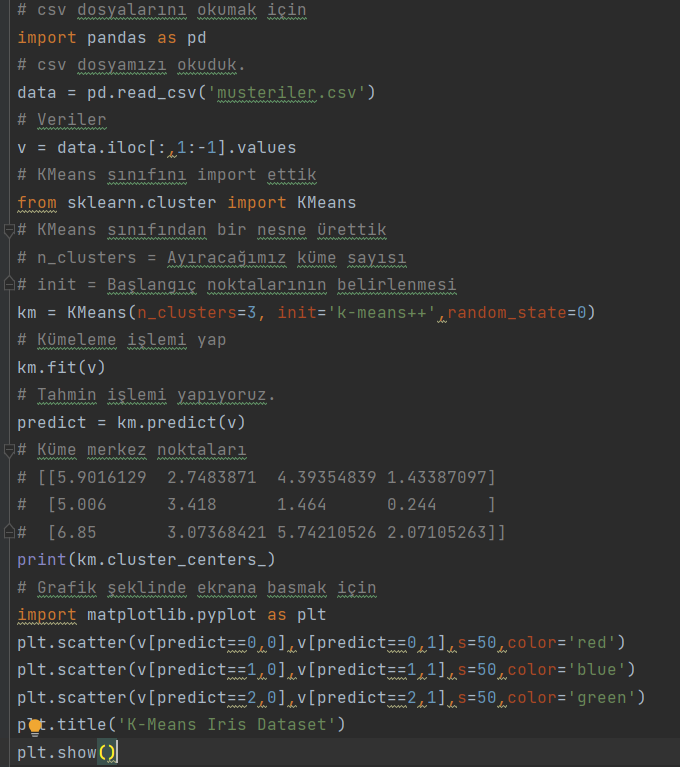 # csv dosyalarını okumak için
import pandas as pd
# csv dosyamızı okuduk.
data = pd.read_csv('musteriler.csv')
# Veriler
v = data.iloc[:,1:-1].values
# KMeans sınıfını import ettik
from sklearn.cluster import KMeans
# KMeans sınıfından bir nesne ürettik
# n_clusters = Ayıracağımız küme sayısı
# init = Başlangıç noktalarının belirlenmesi
km = KMeans(n_clusters=3, init='k-means++',random_state=0)
# Kümeleme işlemi yap
km.fit(v)
# Tahmin işlemi yapıyoruz.
predict = km.predict(v)
# Küme merkez noktaları
# [[5.9016129  2.7483871  4.39354839 1.43387097]
#  [5.006      3.418      1.464      0.244     ]
#  [6.85       3.07368421 5.74210526 2.07105263]]
print(km.cluster_centers_)
# Grafik şeklinde ekrana basmak için
import matplotlib.pyplot as plt
plt.scatter(v[predict==0,0],v[predict==0,1],s=50,color='red')
plt.scatter(v[predict==1,0],v[predict==1,1],s=50,color='blue')
plt.scatter(v[predict==2,0],v[predict==2,1],s=50,color='green')
plt.title('K-Means Iris Dataset')
plt.show()